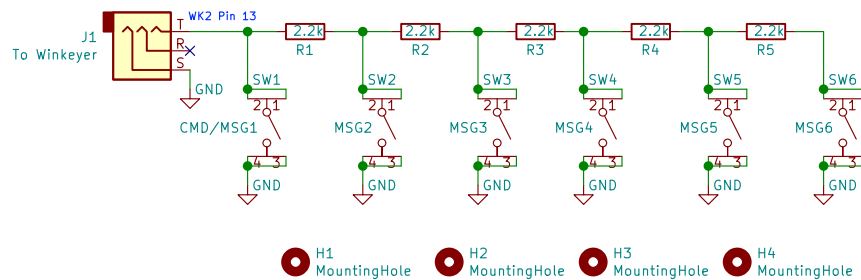 WK2 Pin 13
T
R
S
J1
To Winkeyer
GND
2.2k
R1
2.2k
R2
2.2k
R3
2.2k
R4
2.2k
R5
SW1
2 1
CMD/MSG1
4 3
GND
SW2
2 1
MSG2
4 3
GND
SW3
2 1
MSG3
4 3
GND
SW4
2 1
MSG4
4 3
GND
SW5
2 1
MSG5
4 3
GND
SW6
2 1
MSG6
4 3
GND
H1
MountingHole
H2
MountingHole
H3
MountingHole
H4
MountingHole